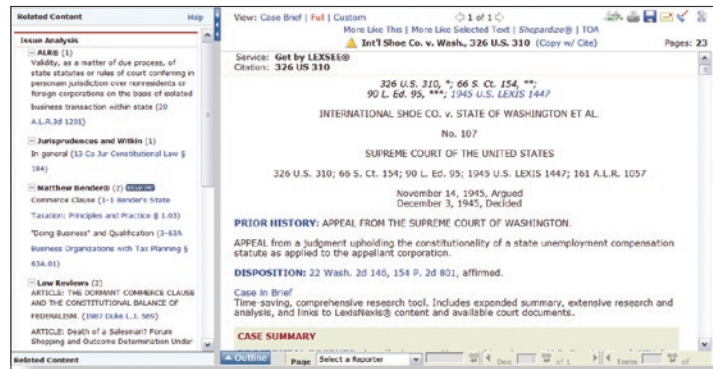 Related Content Help
Issue Analysis
ALR® (1)
Validity, as a matter of due process, of
state statutes or rules of court conferring in
personam jurisdiction over nonresidents or
foreign corporations on the basis of isolated
business transaction within state (20
A.L.R.3d 1201)
Jurisprudences and Witkin (1)
In general (13 Ca Jur Constitutional Law §
184)
Matthew Bender® (2)
Commerce Clause (1-1 Bender's State
Taxation: Principles and Practice § 1.03)
"Doing Business" and Qualification (3-63A
Business Organizations with Tax Planning §
63A.01)
Law Reviews (3)
ARTICLE: THE DORMANT COMMERCE CLAUSE
AND THE CONSTITUTIONAL BALANCE OF
FEDERALISM. (1987 Duke L.J. 569)
ARTICLE: Death of a Salesman? Forum
Shopping and Outcome Determination Under
Related Content
View: Case Brief | Full | Custom
1 of 1
More Like This | More Like Selected Text | Shepardize® | TOA
Int'l Shoe Co. v. Wash., 326 U.S. 310 (Copy w/ Cite) Pages: 23
Service: Get by LEXSEE®
Citation: 326 US 310
326 U.S. 310, *; 66 S. Ct. 154, **;
90 L. Ed. 95, ***; 1945 U.S. LEXIS 1447
INTERNATIONAL SHOE CO. v. STATE OF WASHINGTON ET AL.
No. 107
SUPREME COURT OF THE UNITED STATES
326 U.S. 310; 66 S. Ct. 154; 90 L. Ed. 95; 1945 U.S. LEXIS 1447; 161 A.L.R. 1057
November 14, 1945, Argued
December 3, 1945, Decided
PRIOR HISTORY: APPEAL FROM THE SUPREME COURT OF WASHINGTON.
APPEAL from a judgment upholding the constitutionality of a state unemployment compensation
statute as applied to the appellant corporation.
DISPOSITION: 22 Wash. 2d 146, 154 P. 2d 801, affirmed.
Case in Brief
Time-saving, comprehensive research tool. Includes expanded summary, extensive research and
analysis, and links to LexisNexis® content and available court documents.
CASE SUMMARY
Outline Page Select a Reporter Doc of 1 Term of